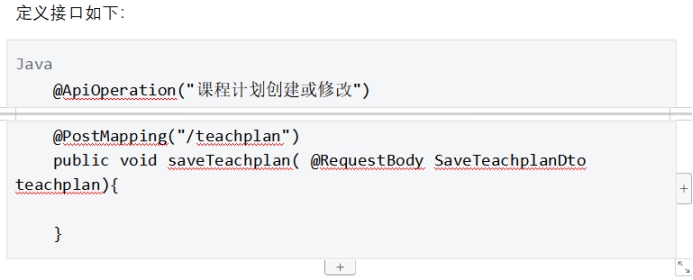 定义接口如下：
Java
@ApiOperation("课程计划创建或修改")
@PostMapping("/teachplan")
public void saveTeachplan( @RequestBody SaveTeachplanDto
teachplan){
}